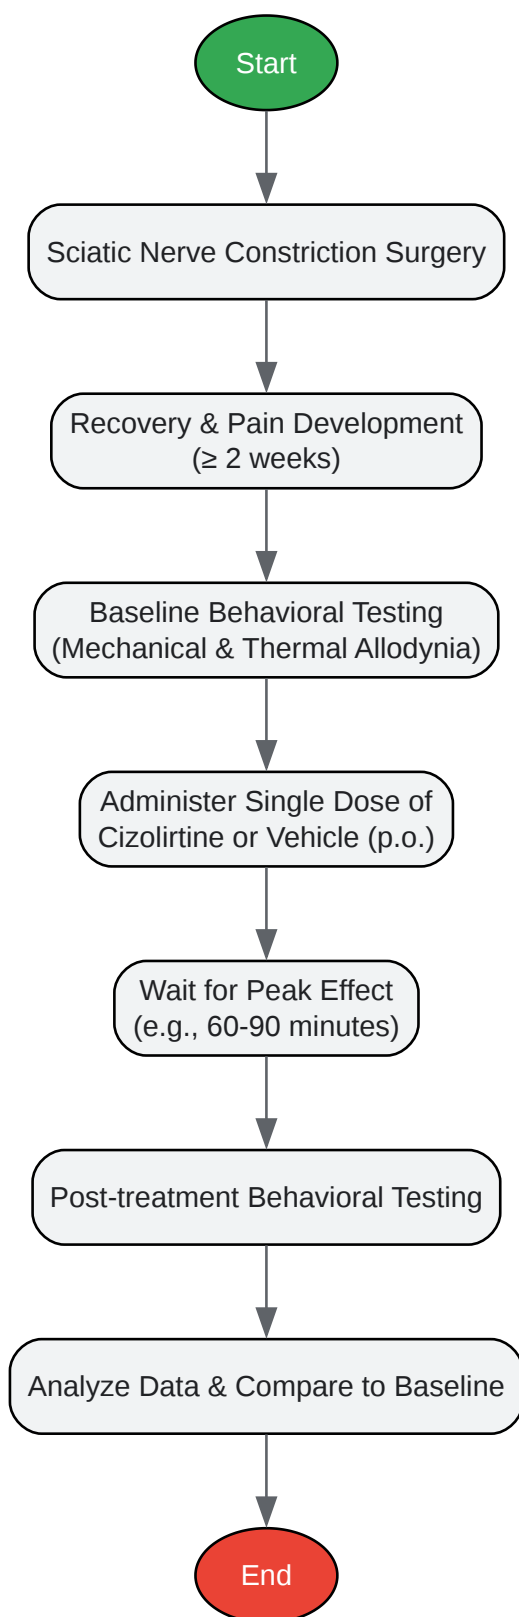 Start
Sciatic Nerve Constriction Surgery
Recovery & Pain Development
(≥ 2 weeks)
Baseline Behavioral Testing
(Mechanical & Thermal Allodynia)
Administer Single Dose of
Cizolirtine or Vehicle (p.o.)
Wait for Peak Effect
(e.g., 60-90 minutes)
Post-treatment Behavioral Testing
Analyze Data & Compare to Baseline
End